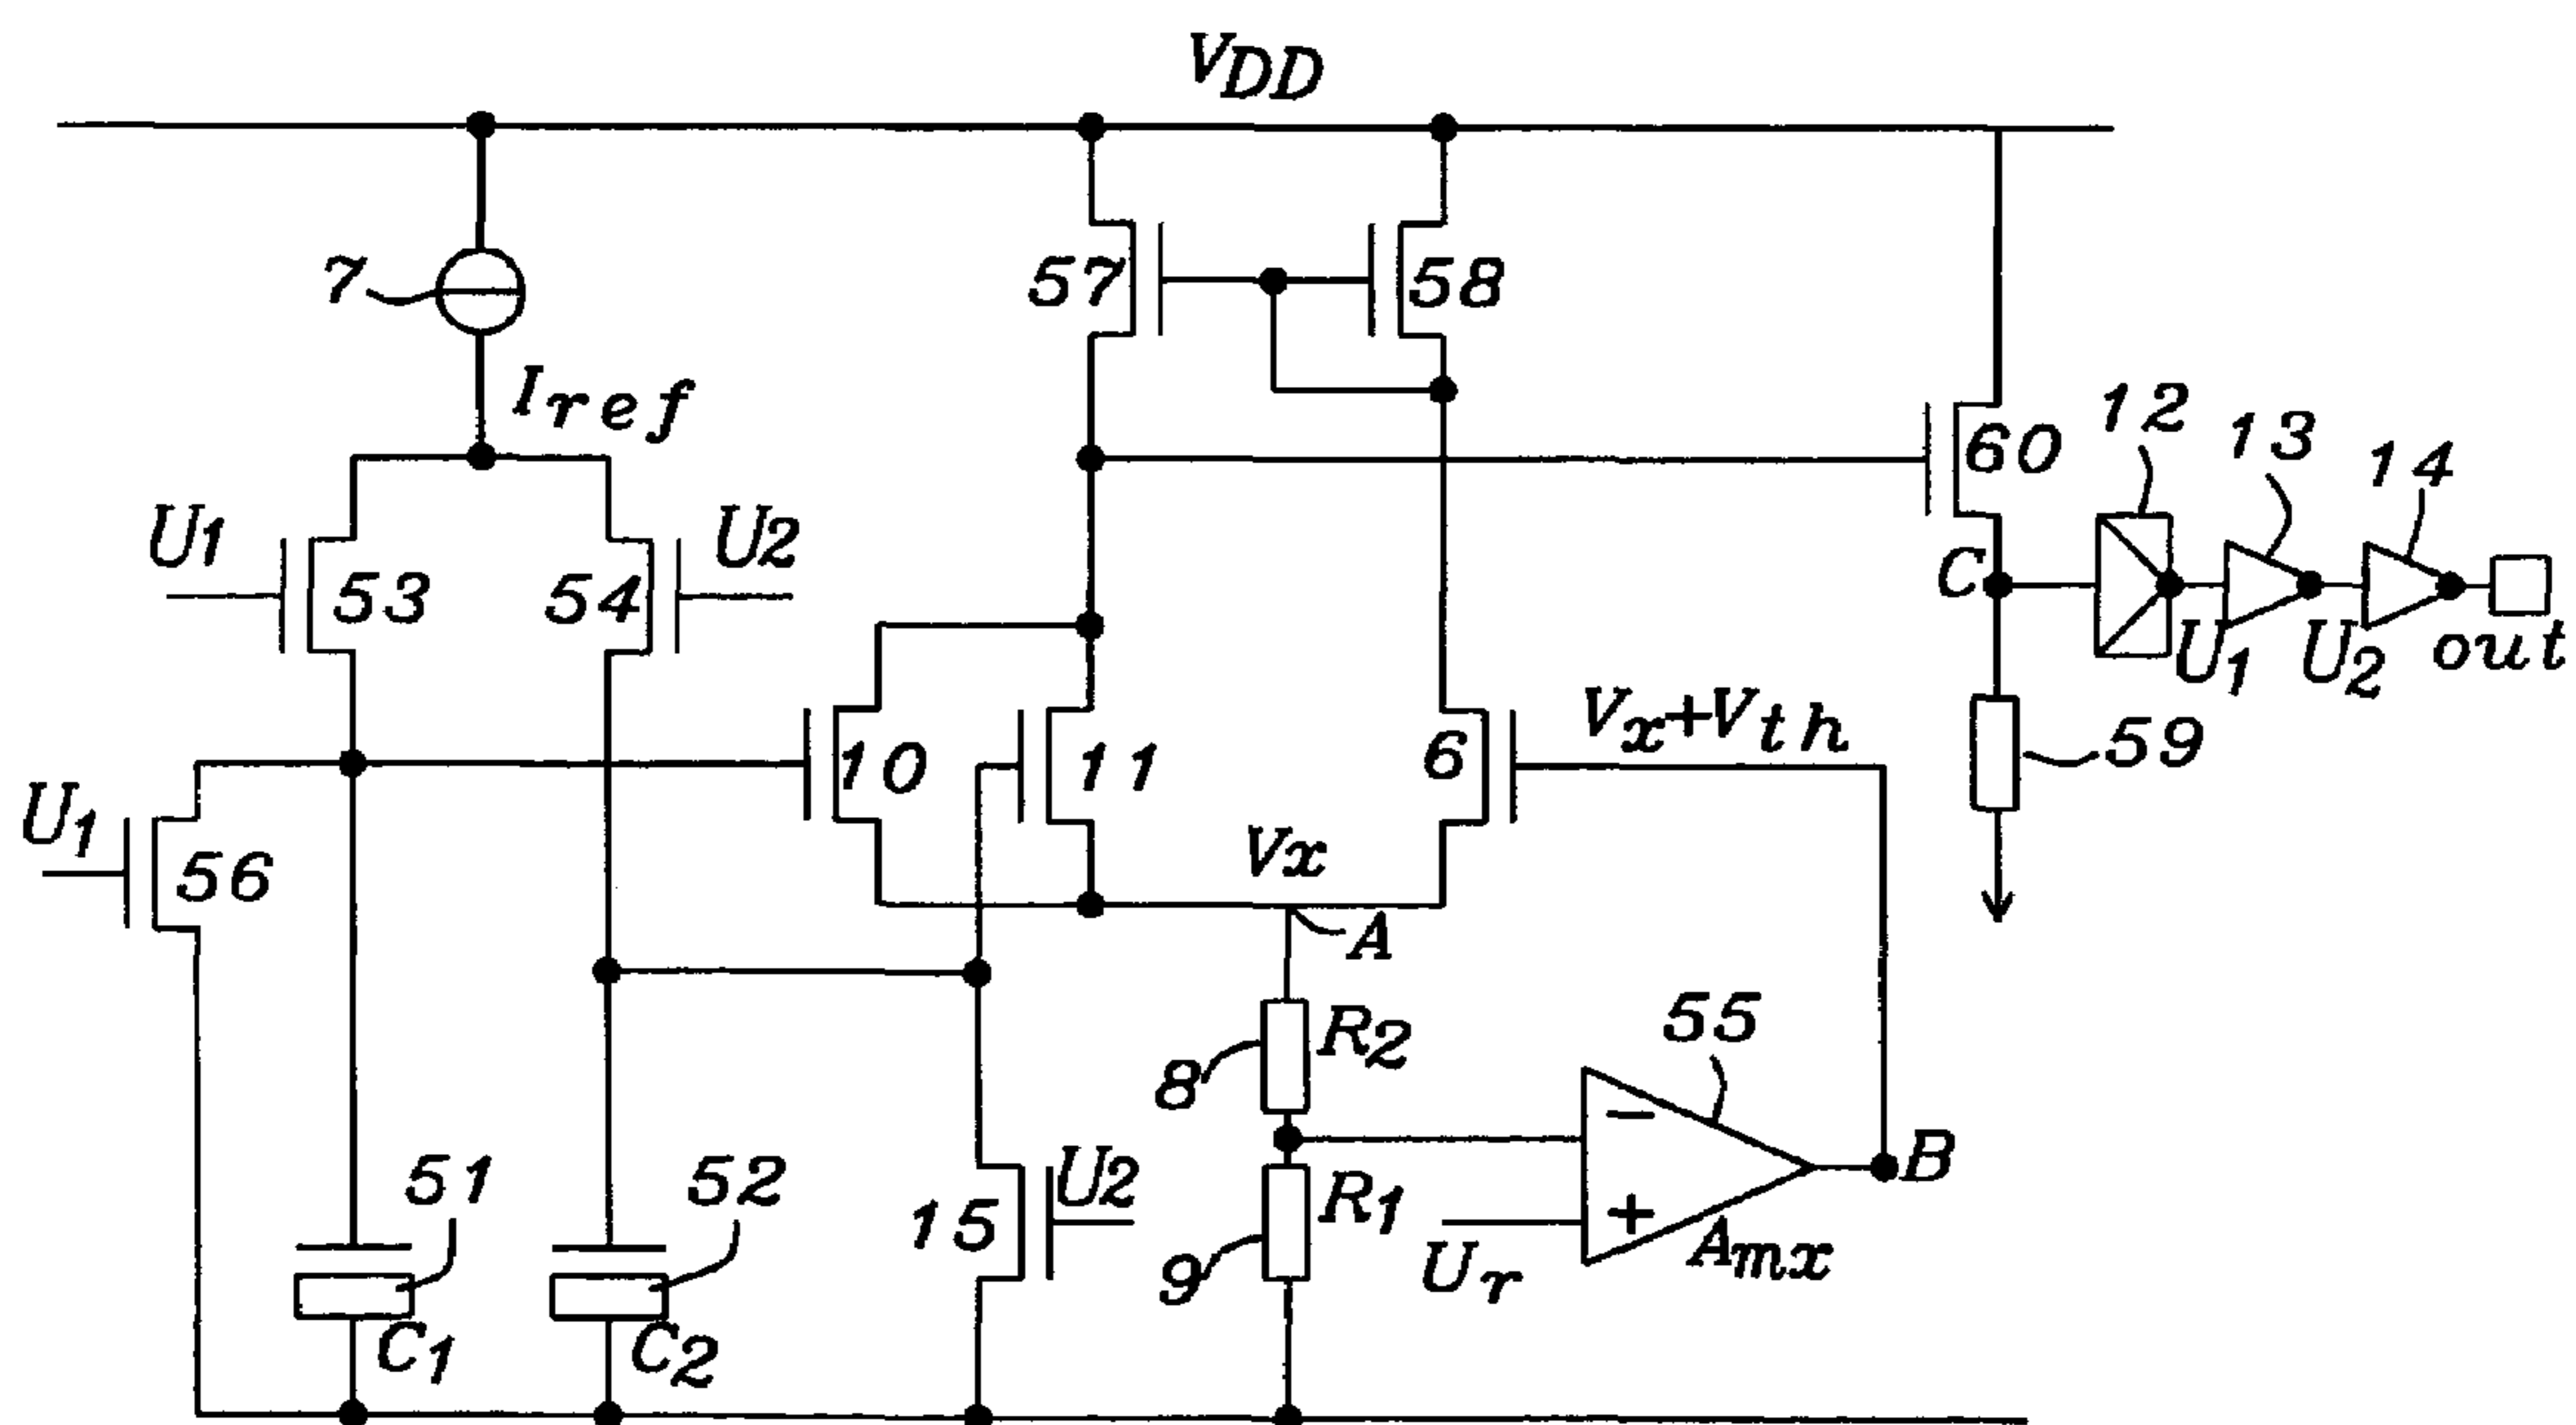 VDD
7
Iref
57
58
60
12
13
14
U1
53
54
U2
C
U1
U2
out
10
11
6
Vx+Vth
59
U1
56
Vx
A
R2
8
55
B
51
52
15
U2
R1
9
Ur
Amx
C1
C2
−
+